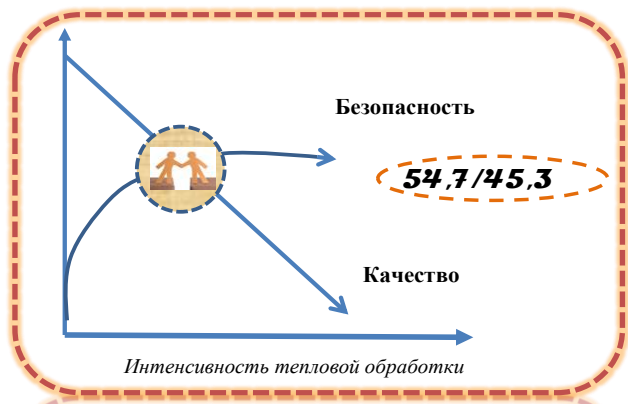 Безопасность
54,7/45,3
Качество
Интенсивность тепловой обработки